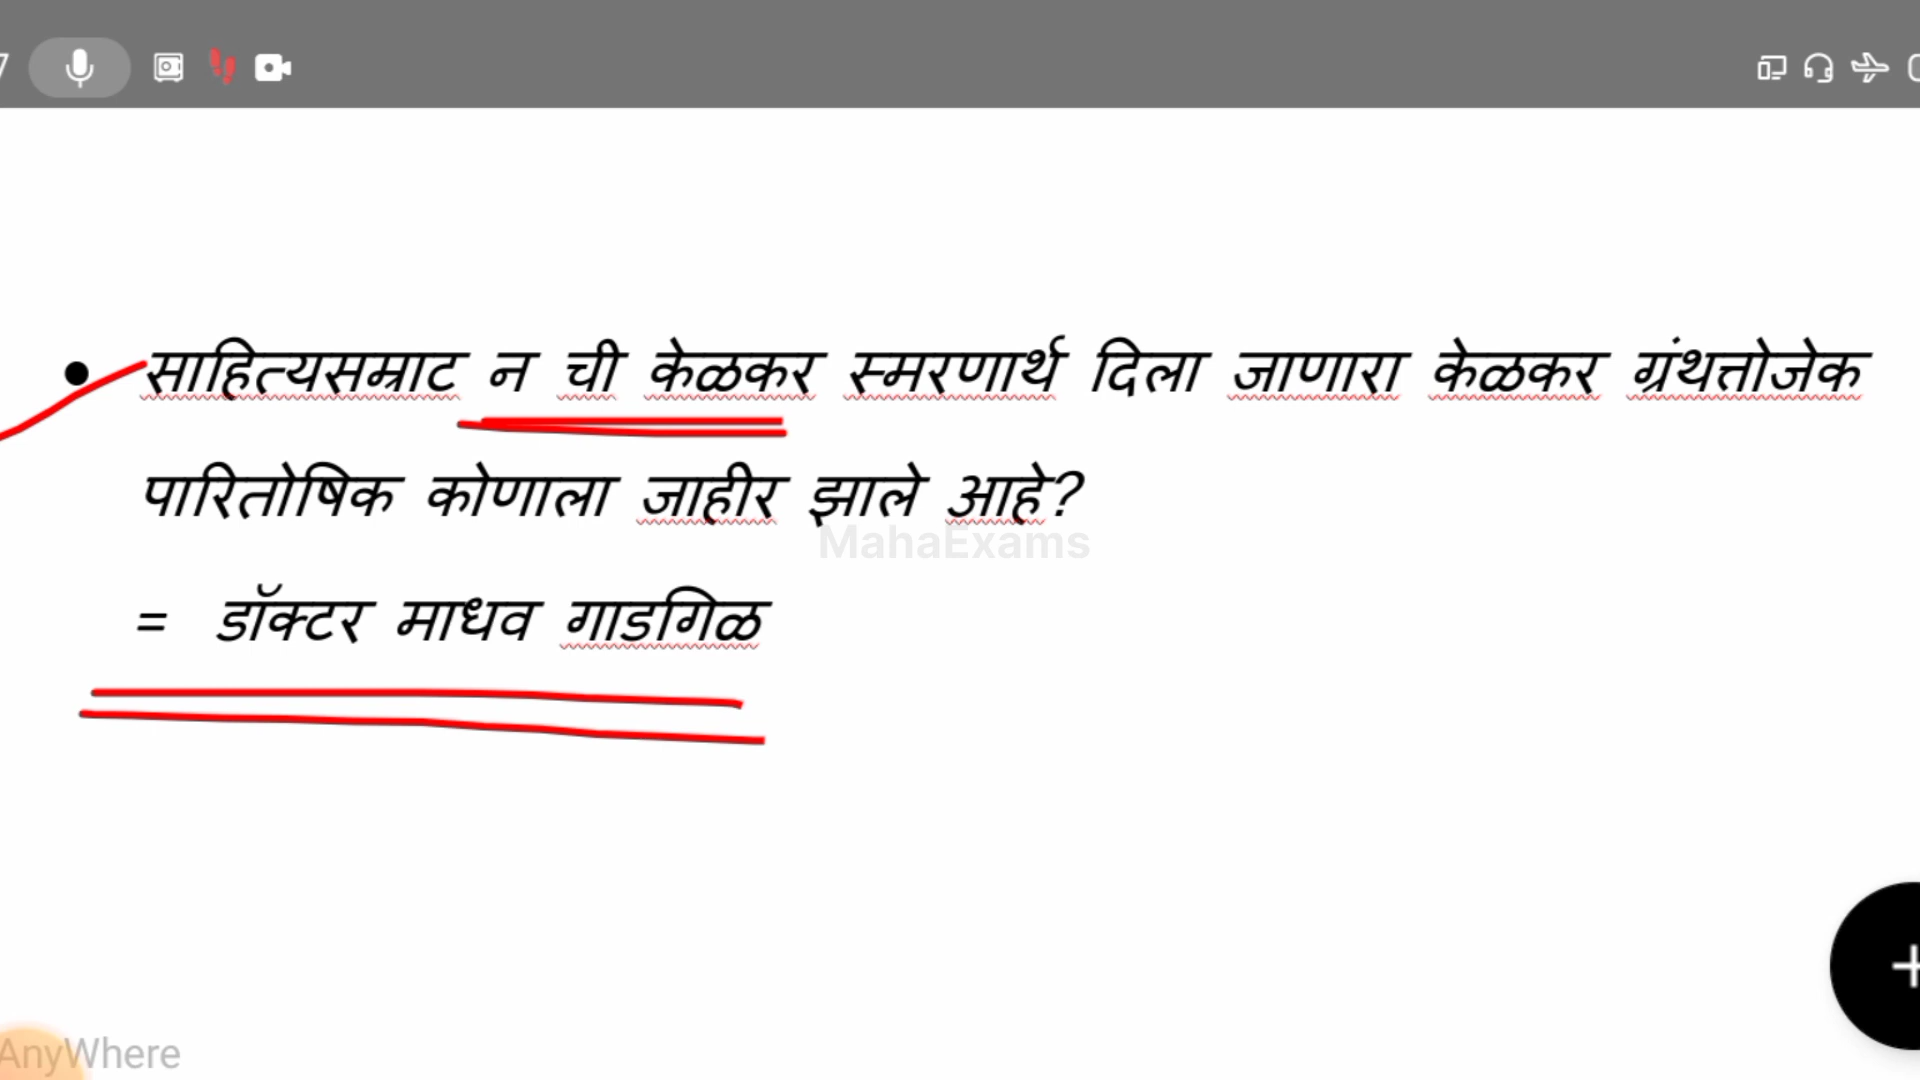 साहित्यसम्राट न ची केळकर स्मरणार्थ दिला जाणारा केळकर ग्रंथत्तोजेक
पारितोषिक कोणाला जाहीर झाले आहे?
MahaExams
= डॉक्टर माधव गाडगिळ
AnyWhere